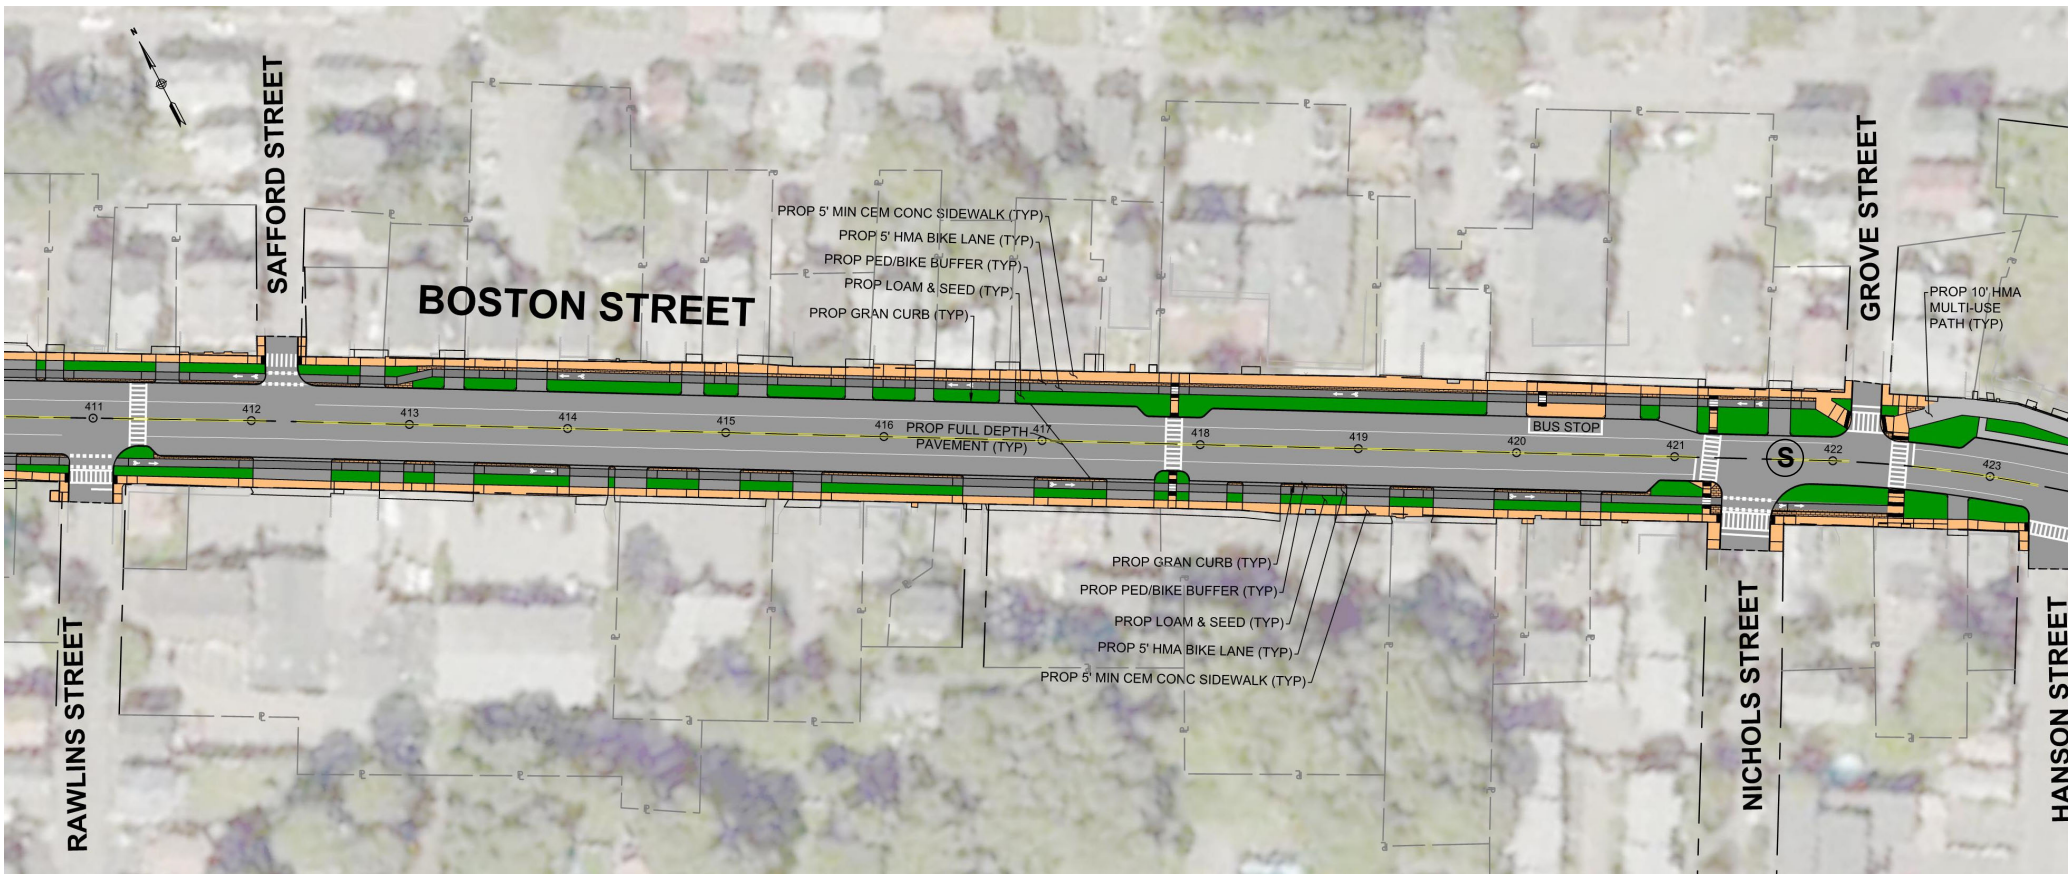 N
SAFFORD STREET
BOSTON STREET
PROP 5' MIN CEM CONC SIDEWALK (TYP)
PROP 5' HMA BIKE LANE (TYP)
PROP PED/BIKE BUFFER (TYP)
PROP LOAM & SEED (TYP)
PROP GRAN CURB (TYP)
GROVE STREET
PROP 10' HMA
MULTI-USE
PATH (TYP)
411
412
413
414
415
416
417
418
419
420
421
422
423
PROP FULL DEPTH
PAVEMENT (TYP)
BUS STOP
S
PROP GRAN CURB (TYP)
PROP PED/BIKE BUFFER (TYP)
PROP LOAM & SEED (TYP)
PROP 5' HMA BIKE LANE (TYP)
PROP 5' MIN CEM CONC SIDEWALK (TYP)
RAWLINS STREET
NICHOLS STREET
HANSON STREET